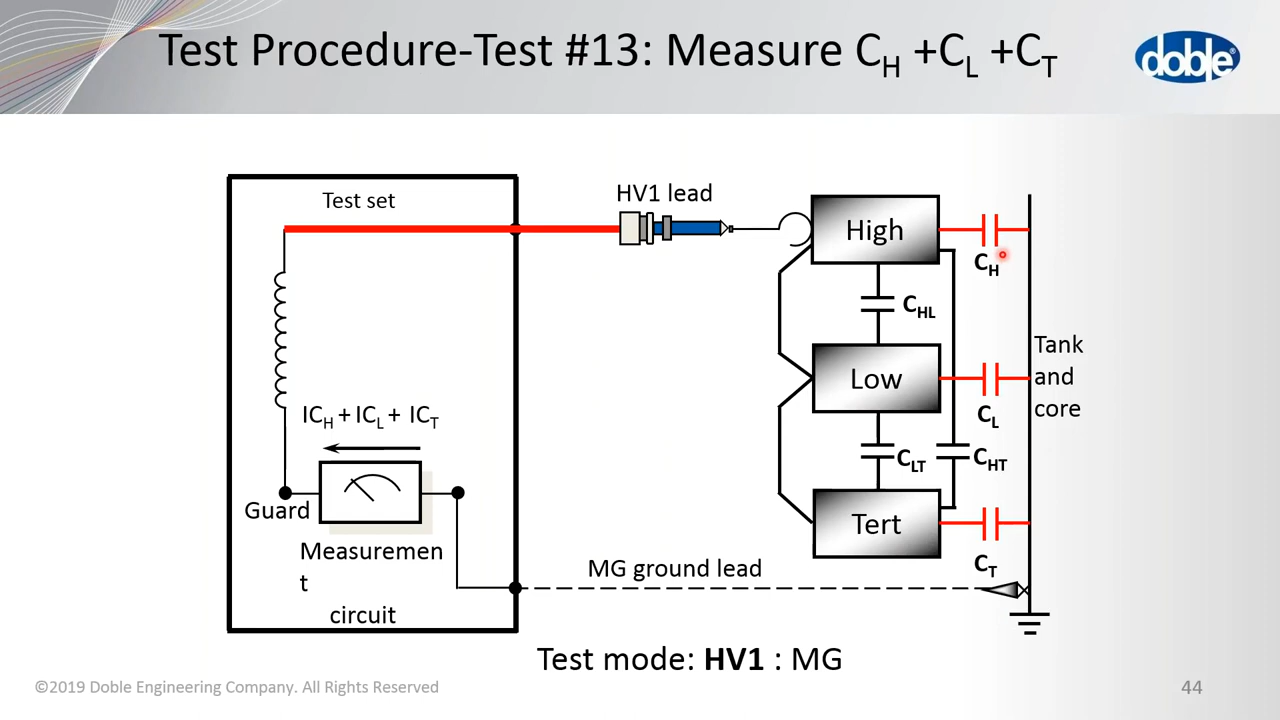 Test Procedure-Test #13: Measure C_H +C_L +C_T
doble®
Test set
HV1 lead
High
C_H
C_HL
Tank
and
core
Low
C_L
IC_H + IC_L + IC_T
C_LT
C_HT
Guard
Tert
Measuremen
t
circuit
C_T
MG ground lead
Test mode: HV1 : MG
©2019 Doble Engineering Company. All Rights Reserved
44